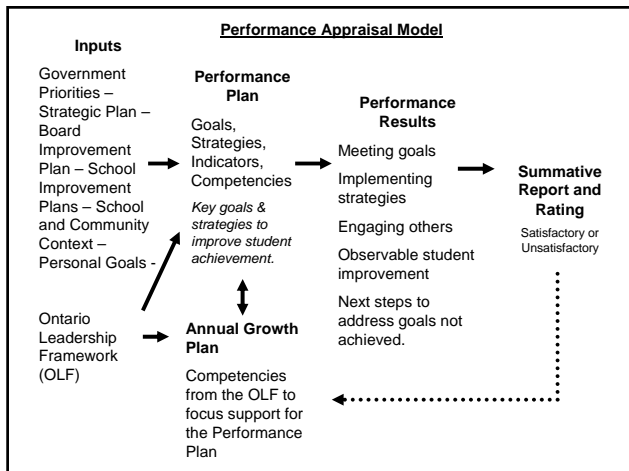 Performance Appraisal Model
Inputs
Government
Priorities –
Strategic Plan –
Board
Improvement
Plan – School
Improvement
Plans – School
and Community
Context –
Personal Goals -
Ontario
Leadership
Framework
(OLF)
Performance
Plan
Goals,
Strategies,
Indicators,
Competencies
Key goals &
strategies to
improve student
achievement.
Annual Growth
Plan
Competencies
from the OLF to
focus support for
the Performance
Plan
Performance
Results
Meeting goals
Implementing
strategies
Engaging others
Observable student
improvement
Next steps to
address goals not
achieved.
Summative
Report and
Rating
Satisfactory or
Unsatisfactory